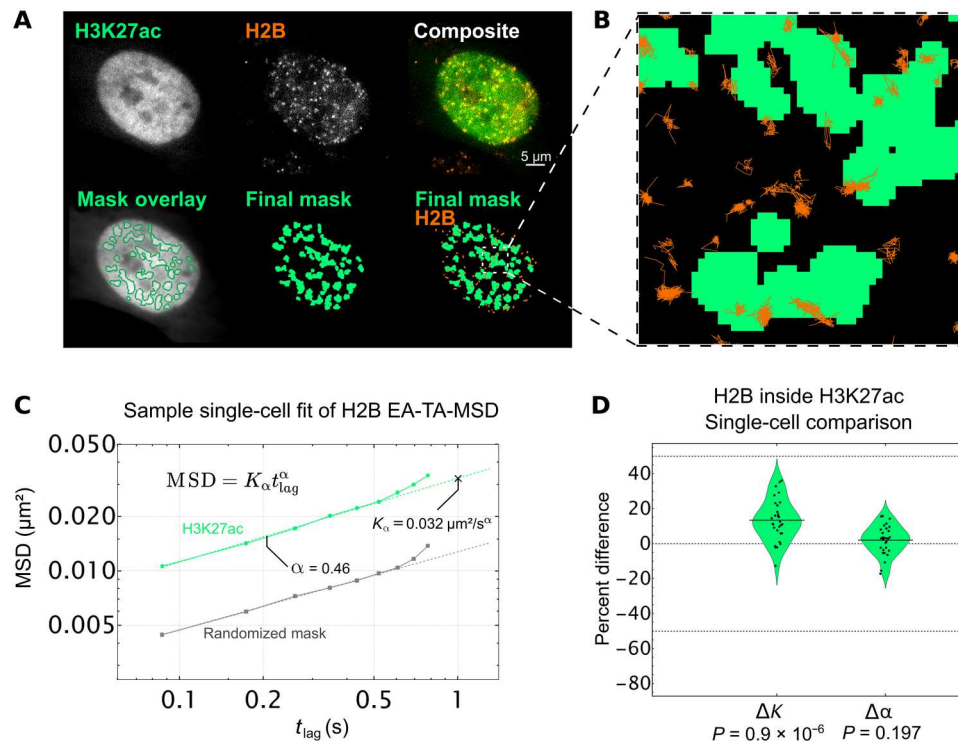 A
H3K27ac
H2B
Composite
5 μm
Mask overlay
Final mask
Final mask
H2B
B
C
Sample single-cell fit of H2B EA-TA-MSD
MSD (μm²)
0.050
0.020
0.010
0.005
MSD = K_α t_lag^α
H3K27ac
K_α = 0.032 μm²/s^α
α = 0.46
Randomized mask
0.1
0.2
0.5
1
t_lag (s)
D
H2B inside H3K27ac
Single-cell comparison
Percent difference
40
20
0
−20
−40
−60
−80
ΔK
P = 0.9 × 10⁻⁶
Δα
P = 0.197